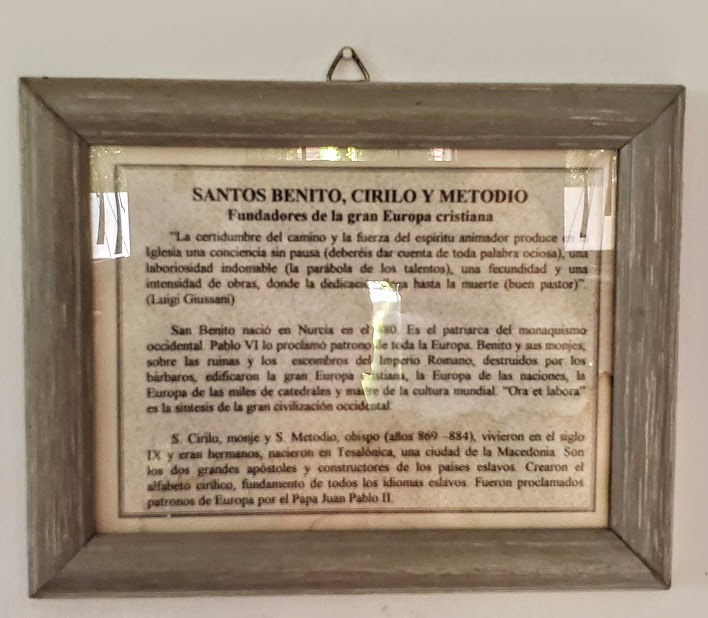 SANTOS BENITO, CIRILO Y METODIO
Fundadores de la gran Europa cristiana
"La certidumbre del camino y la fuerza del espíritu animador produce en
Iglesia una conciencia sin pausa (deberéis dar cuenta de toda palabra ociosa), una
laboriosidad indomable (la parábola de los talentos), una fecundidad y una
intensidad de obras, donde la hasta la muerte (buen pastor)".
(Luigi Giussani)
San Benito nació en Nurcia en el 480. Es el patriarca del monaquismo
occidental. Pablo VI lo proclamó patrono de toda la Europa. Benito y sus monjes,
sobre las ruinas y los escombros del Imperio Romano, destruidos por los
bárbaros, edificaron la gran Europa cristiana, la Europa de las naciones, la
Europa de las miles de catedrales y madre de la cultura mundial. "Ora et labora"
es la síntesis de la gran civilización occidental.
S. Cirilo, monje y S. Metodio, obispo (años 869 –884), vivieron en el siglo
IX y eran hermanos, nacieron en Tesalónica, una ciudad de la Macedonia. Son
los dos grandes apóstoles y constructores de los países eslavos. Crearon el
alfabeto cirílico, fundamento de todos los idiomas eslavos. Fueron proclamados
patronos de Europa por el Papa Juan Pablo II.